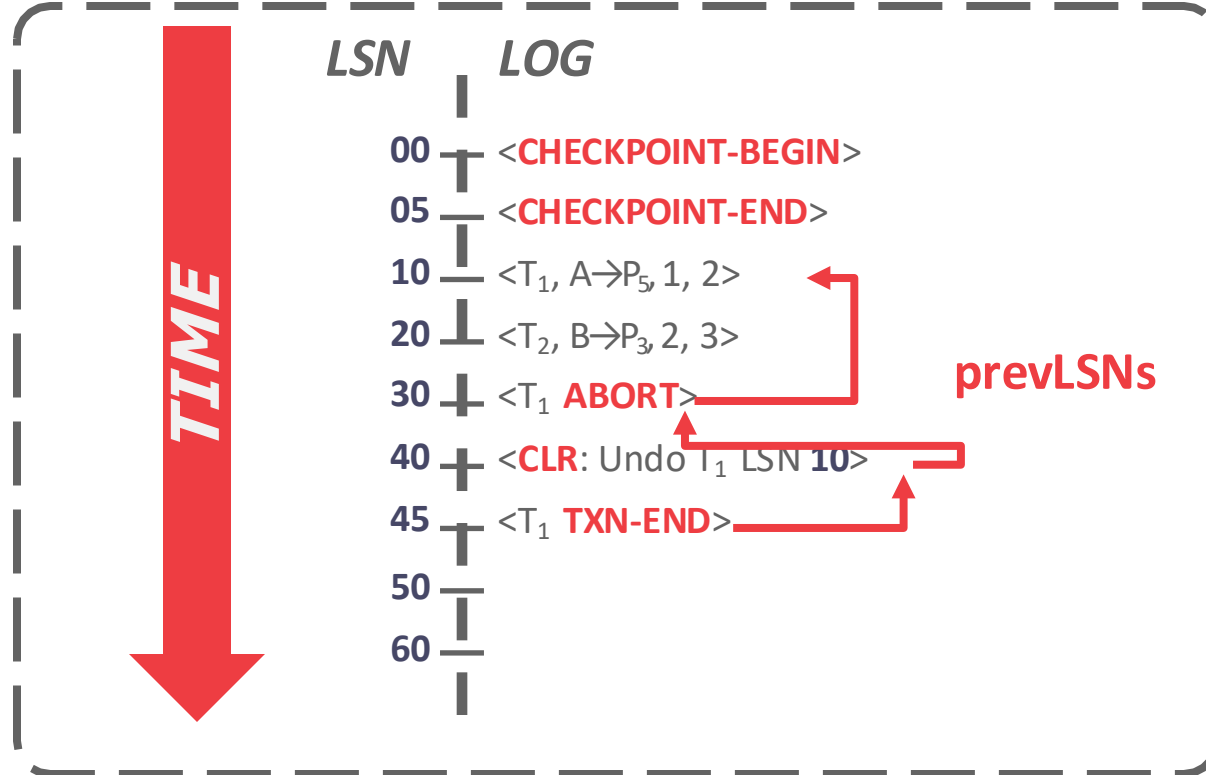 LSN LOG
00 <CHECKPOINT-BEGIN>
05 <CHECKPOINT-END>
10 <T₁, A→P₅, 1, 2>
20 <T₂, B→P₃, 2, 3>
30 <T₁ ABORT>
prevLSNs
40 <CLR: Undo T₁ LSN 10>
45 <T₁ TXN-END>
50
60
TIME